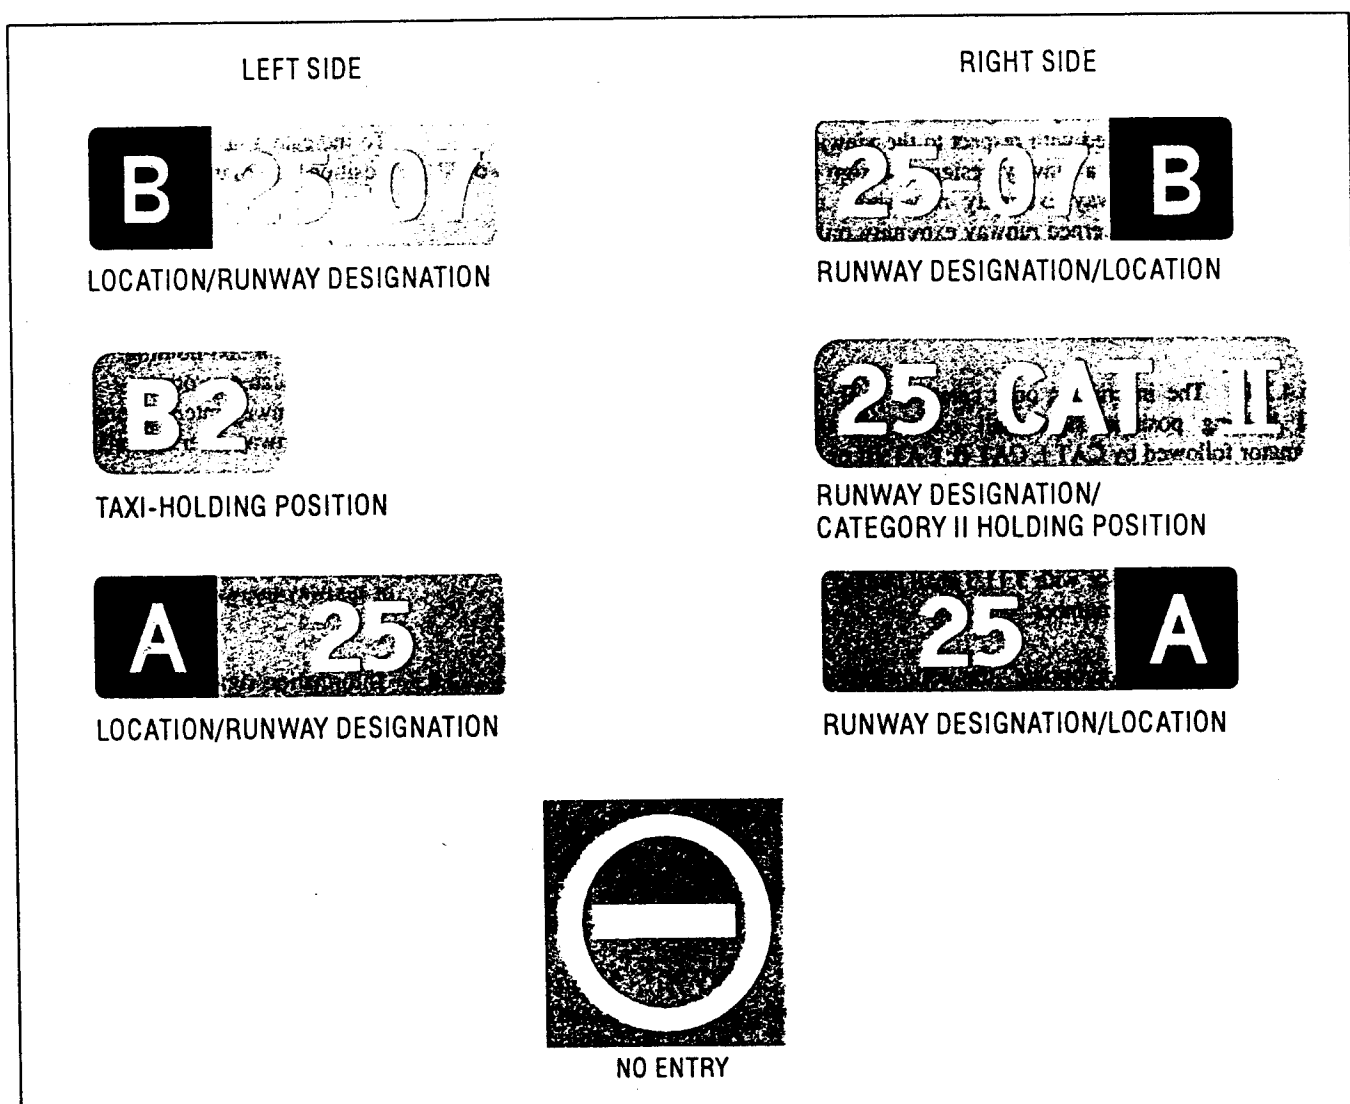 LEFT SIDE
RIGHT SIDE
B 25-07
25-07 B
LOCATION/RUNWAY DESIGNATION
RUNWAY DESIGNATION/LOCATION
B2
25 CAT II
TAXI-HOLDING POSITION
RUNWAY DESIGNATION/
CATEGORY II HOLDING POSITION
A 25
25 A
LOCATION/RUNWAY DESIGNATION
RUNWAY DESIGNATION/LOCATION
NO ENTRY